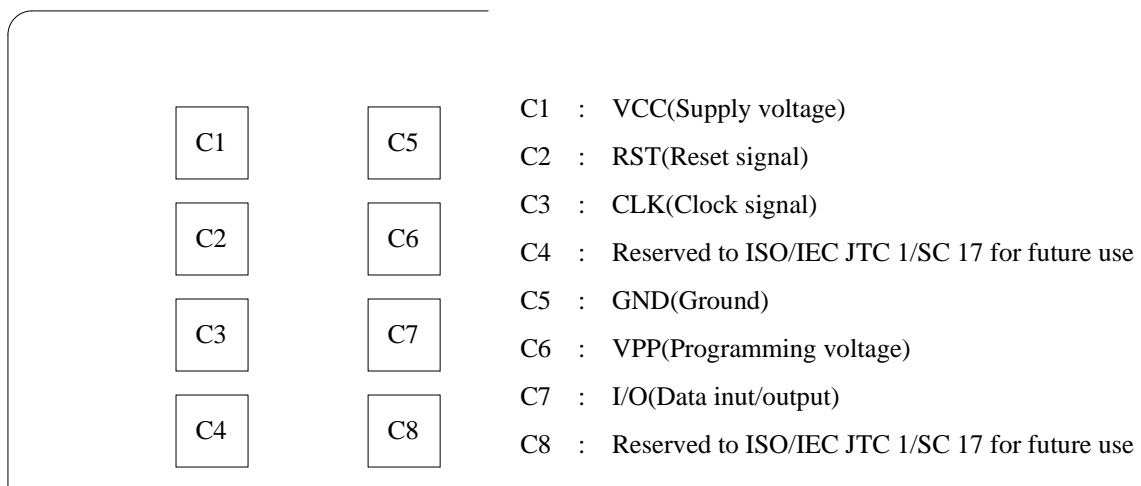 C1 C5 C1 : VCC(Supply voltage)
C2 C6 C2 : RST(Reset signal)
C3 : CLK(Clock signal)
C3 C7 C4 : Reserved to ISO/IEC JTC 1/SC 17 for future use
C5 : GND(Ground)
C4 C8 C6 : VPP(Programming voltage)
C7 : I/O(Data inut/output)
C8 : Reserved to ISO/IEC JTC 1/SC 17 for future use